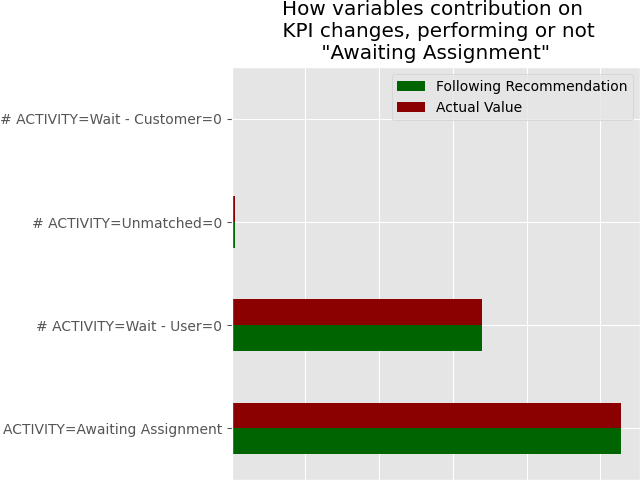 How variables contribution on
KPI changes, performing or not
"Awaiting Assignment"
Following Recommendation
Actual Value
# ACTIVITY=Wait - Customer=0
# ACTIVITY=Unmatched=0
# ACTIVITY=Wait - User=0
ACTIVITY=Awaiting Assignment